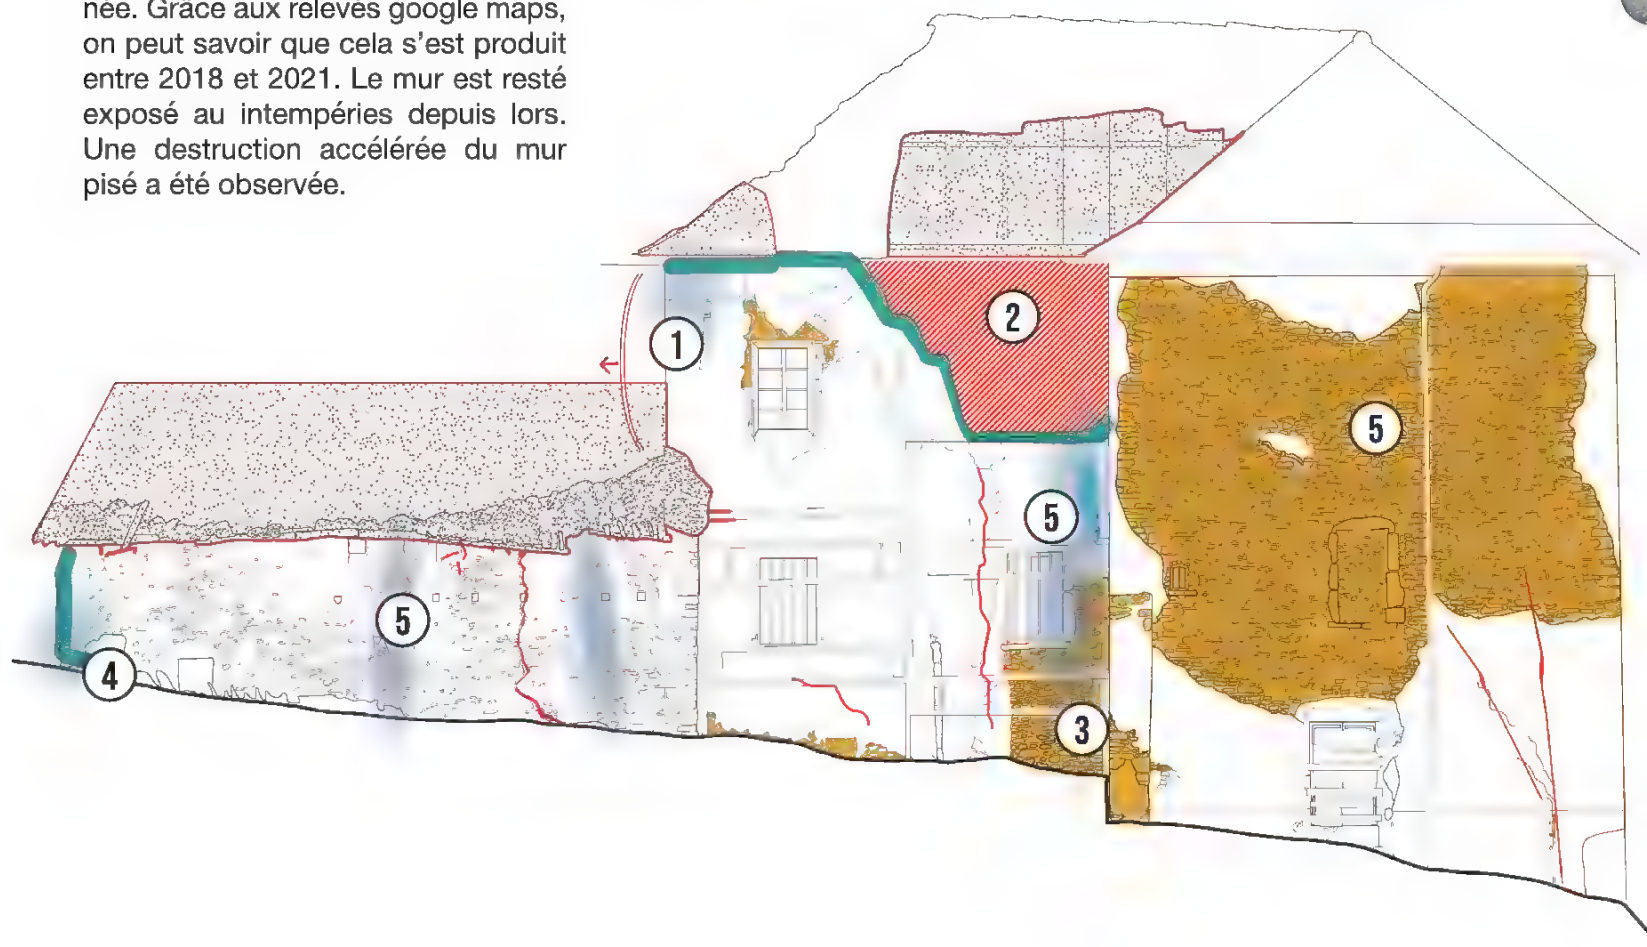 née. Grâce aux relevés google maps,
on peut savoir que cela s'est produit
entre 2018 et 2021. Le mur est resté
exposé au intempéries depuis lors.
Une destruction accélérée du mur
pisé a été observée.
2
1
5
5
5
4
3